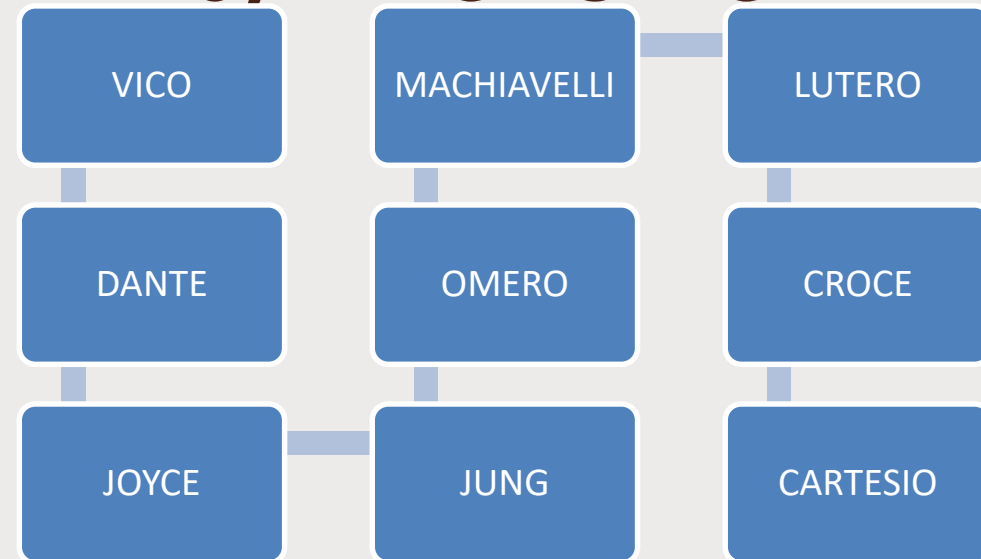 VICO
DANTE
JOYCE
JUNG
OMERO
MACHIAVELLI
LUTERO
CROCE
CARTESIO